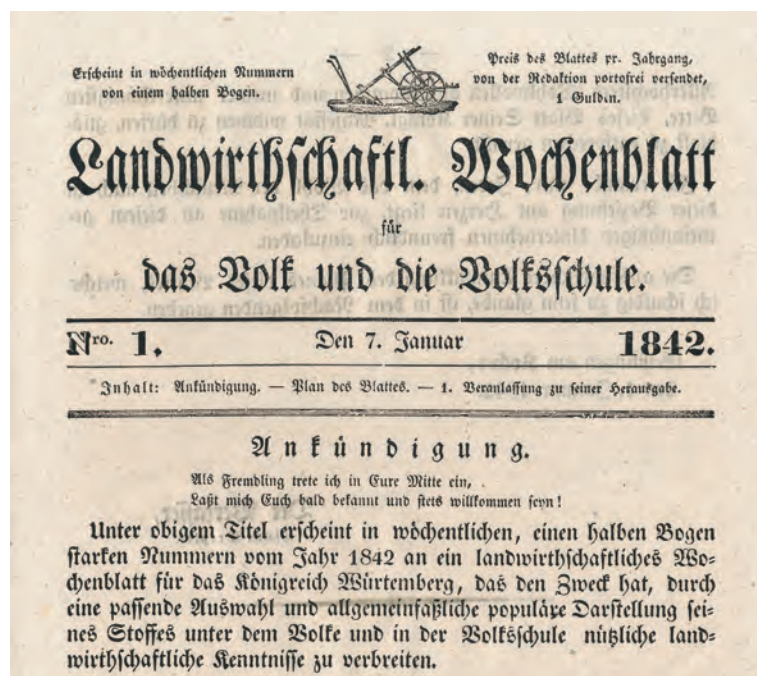 Erscheint in wöchentlichen Nummern
von einem halben Bogen.
Preis des Blattes pr. Jahrgang,
von der Redaktion portofrei versendet,
1 Guldin.
Landwirthschaftl. Wochenblatt
für
das Volk und die Volksschule.
Nro. 1.
Den 7. Januar
1842.
Inhalt: Ankündigung. — Plan des Blattes. — 1. Veranlassung zu seiner Herausgabe.
Ankündigung.
Als Fremdling trete ich in Eure Mitte ein,
Laßt mich Euch bald bekannt und stets willkommen seyn!
Unter obigem Titel erscheint in wöchentlichen, einen halben Bogen
starken Nummern vom Jahr 1842 an ein landwirthschaftliches Wo-
chenblatt für das Königreich Würtemberg, das den Zweck hat, durch
eine passende Auswahl und allgemeinfaßliche populäre Darstellung sei-
nes Stoffes unter dem Volke und in der Volksschule nützliche land-
wirthschaftliche Kenntnisse zu verbreiten.